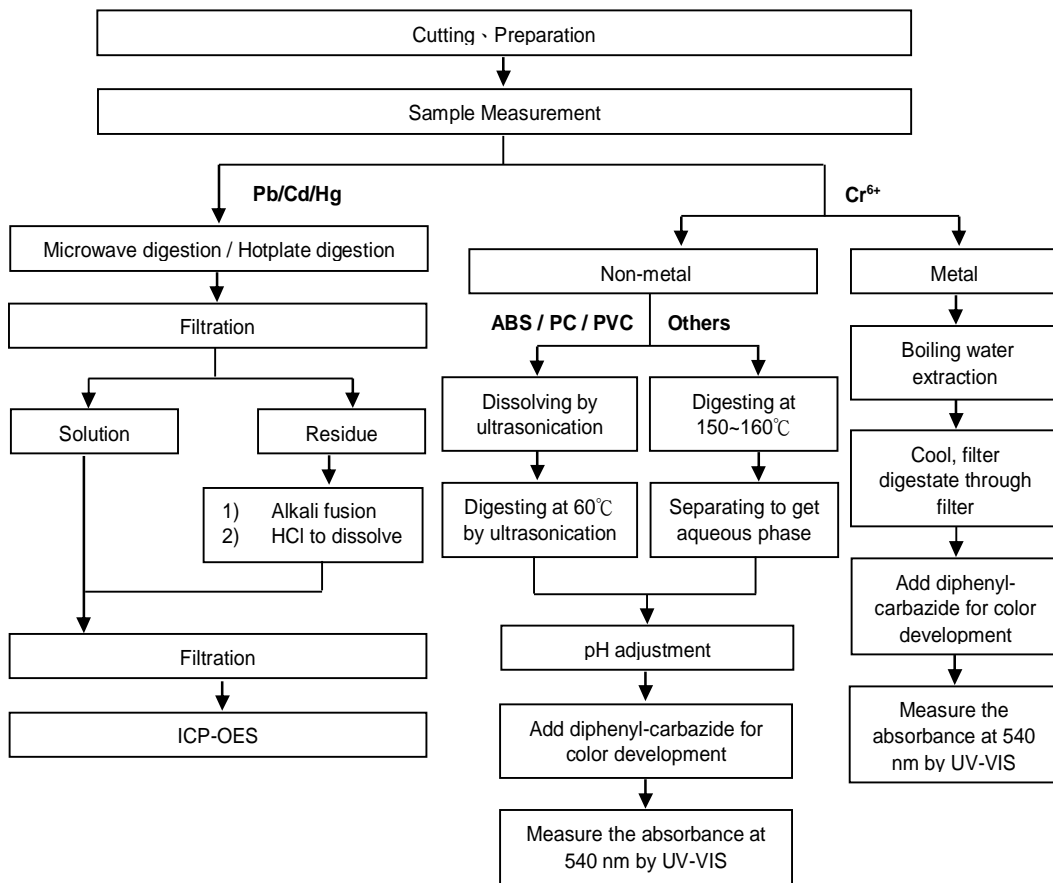 Cutting、Preparation
Sample Measurement
Pb/Cd/Hg
Cr⁶⁺
Microwave digestion / Hotplate digestion
Non-metal
Metal
Filtration
ABS / PC / PVC
Others
Boiling water
extraction
Solution
Residue
Dissolving by
ultrasonication
Digesting at
150~160℃
Cool, filter
digestate through
filter
1) Alkali fusion
2) HCl to dissolve
Digesting at 60℃
by ultrasonication
Separating to get
aqueous phase
Add diphenyl-
carbazide for color
development
Filtration
pH adjustment
ICP-OES
Add diphenyl-carbazide for
color development
Measure the
absorbance at 540
nm by UV-VIS
Measure the absorbance at
540 nm by UV-VIS